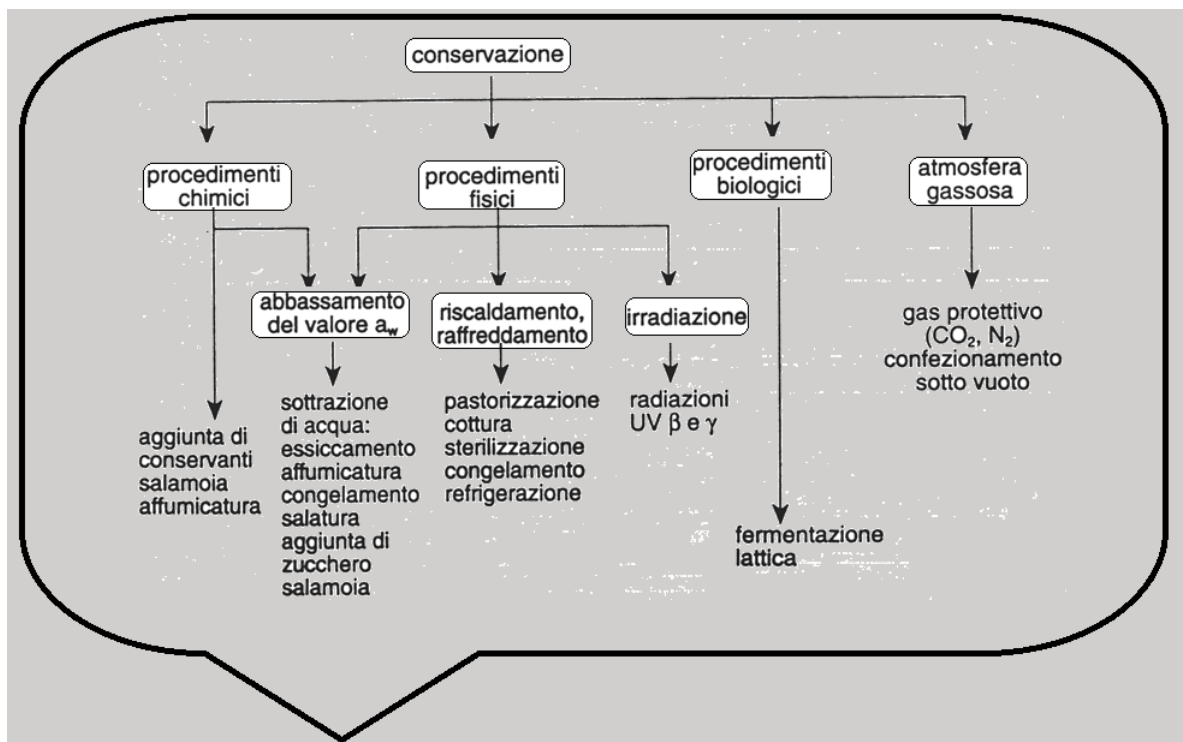 conservazione
procedimenti
chimici
procedimenti
fisici
procedimenti
biologici
atmosfera
gassosa
abbassamento
del valore aw
riscaldamento,
raffreddamento
irradiazione
gas protettivo
(CO₂, N₂)
confezionamento
sotto vuoto
aggiunta di
conservanti
salamoia
affumicatura
sottrazione
di acqua:
essiccamento
affumicatura
congelamento
salatura
aggiunta di
zucchero
salamoia
pastorizzazione
cottura
sterilizzazione
congelamento
refrigerazione
radiazioni
UV β e γ
fermentazione
lattica